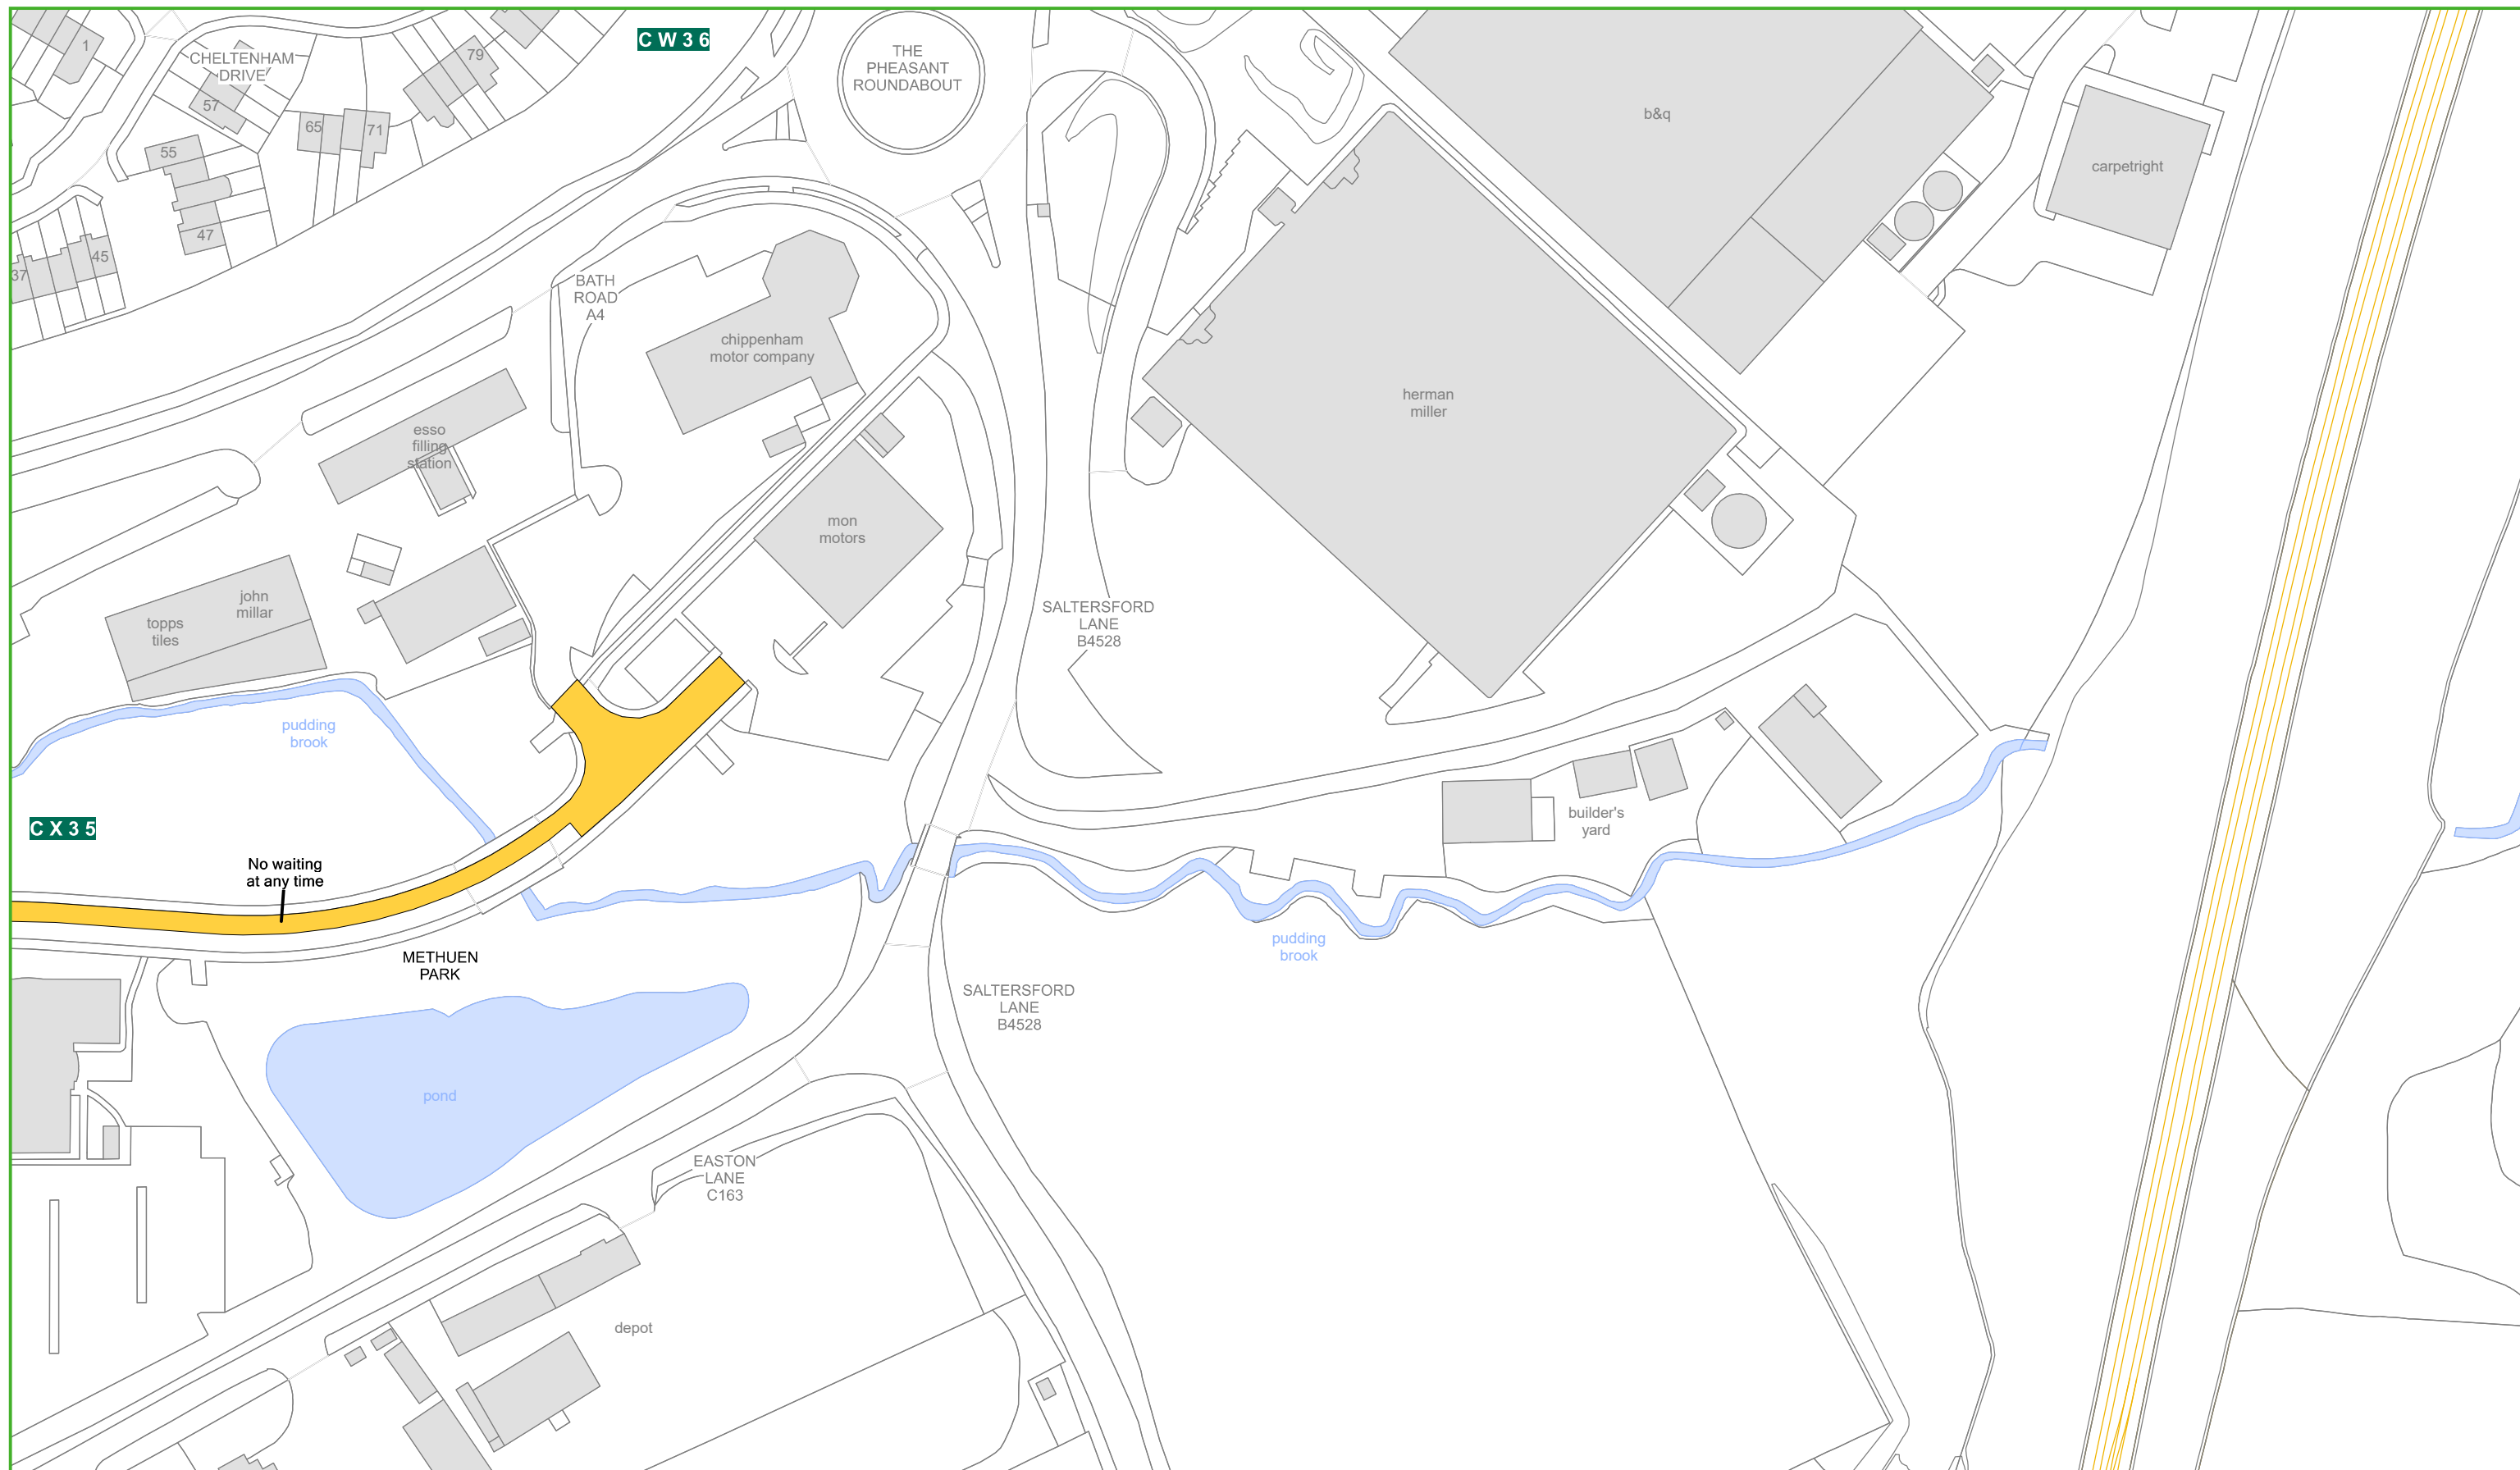 C W 3 6
1
CHELTENHAM
DRIVE
79
57
65
71
55
47
45
37
THE
PHEASANT
ROUNDABOUT
b&q
carpetright
BATH
ROAD
A4
chippenham
motor company
herman
miller
esso
filling
station
mon
motors
john
millar
topps
tiles
SALTERSFORD
LANE
B4528
pudding
brook
C X 3 5
No waiting
at any time
builder's
yard
METHUEN
PARK
pudding
brook
SALTERSFORD
LANE
B4528
pond
EASTON
LANE
C163
depot